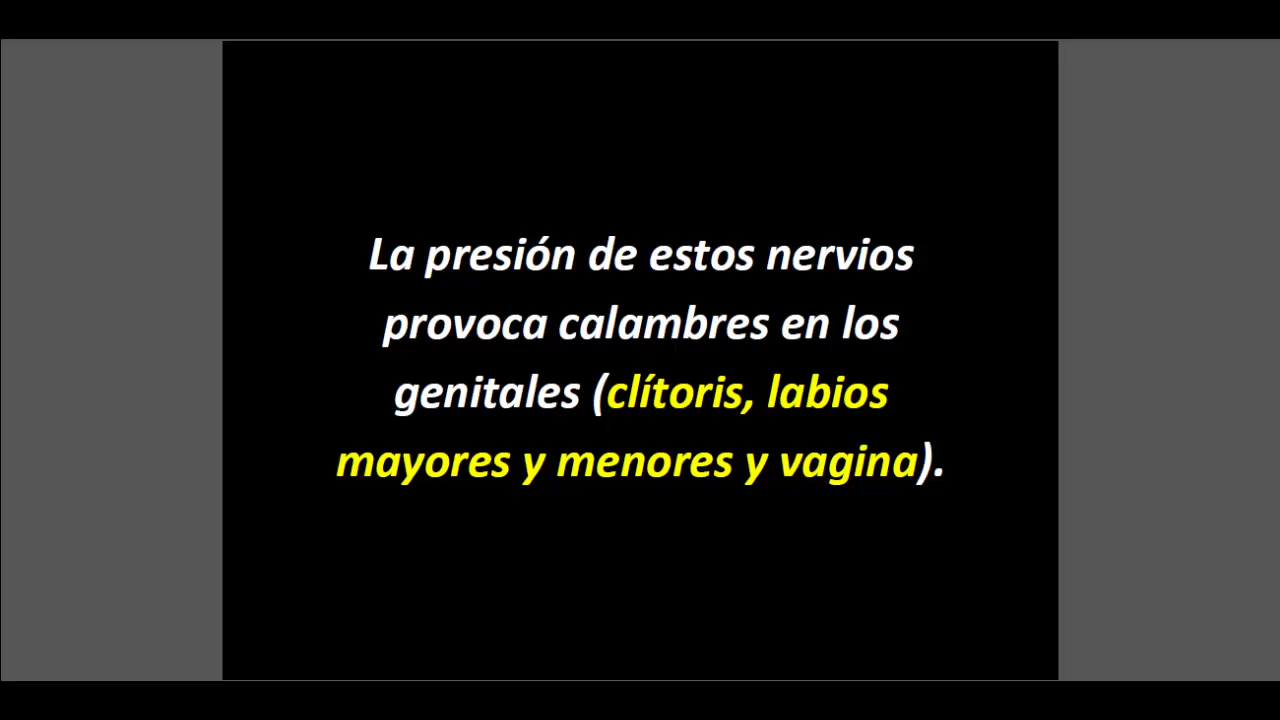 La presión de estos nervios
provoca calambres en los
genitales (clítoris, labios
mayores y menores y vagina).